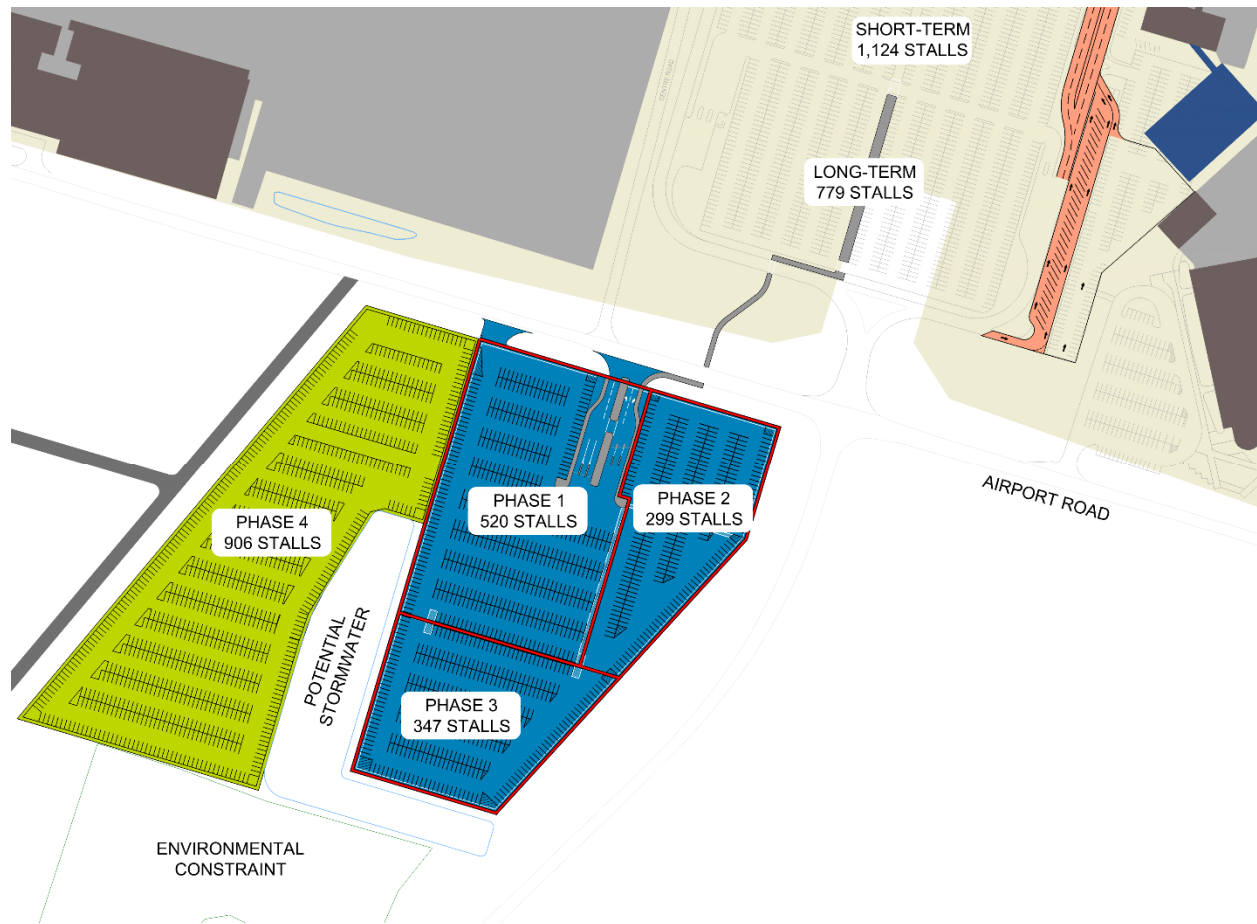 SHORT-TERM
1,124 STALLS
LONG-TERM
779 STALLS
AIRPORT ROAD
PHASE 1
520 STALLS
PHASE 2
299 STALLS
PHASE 4
906 STALLS
POTENTIAL
STORMWATER
PHASE 3
347 STALLS
ENVIRONMENTAL
CONSTRAINT